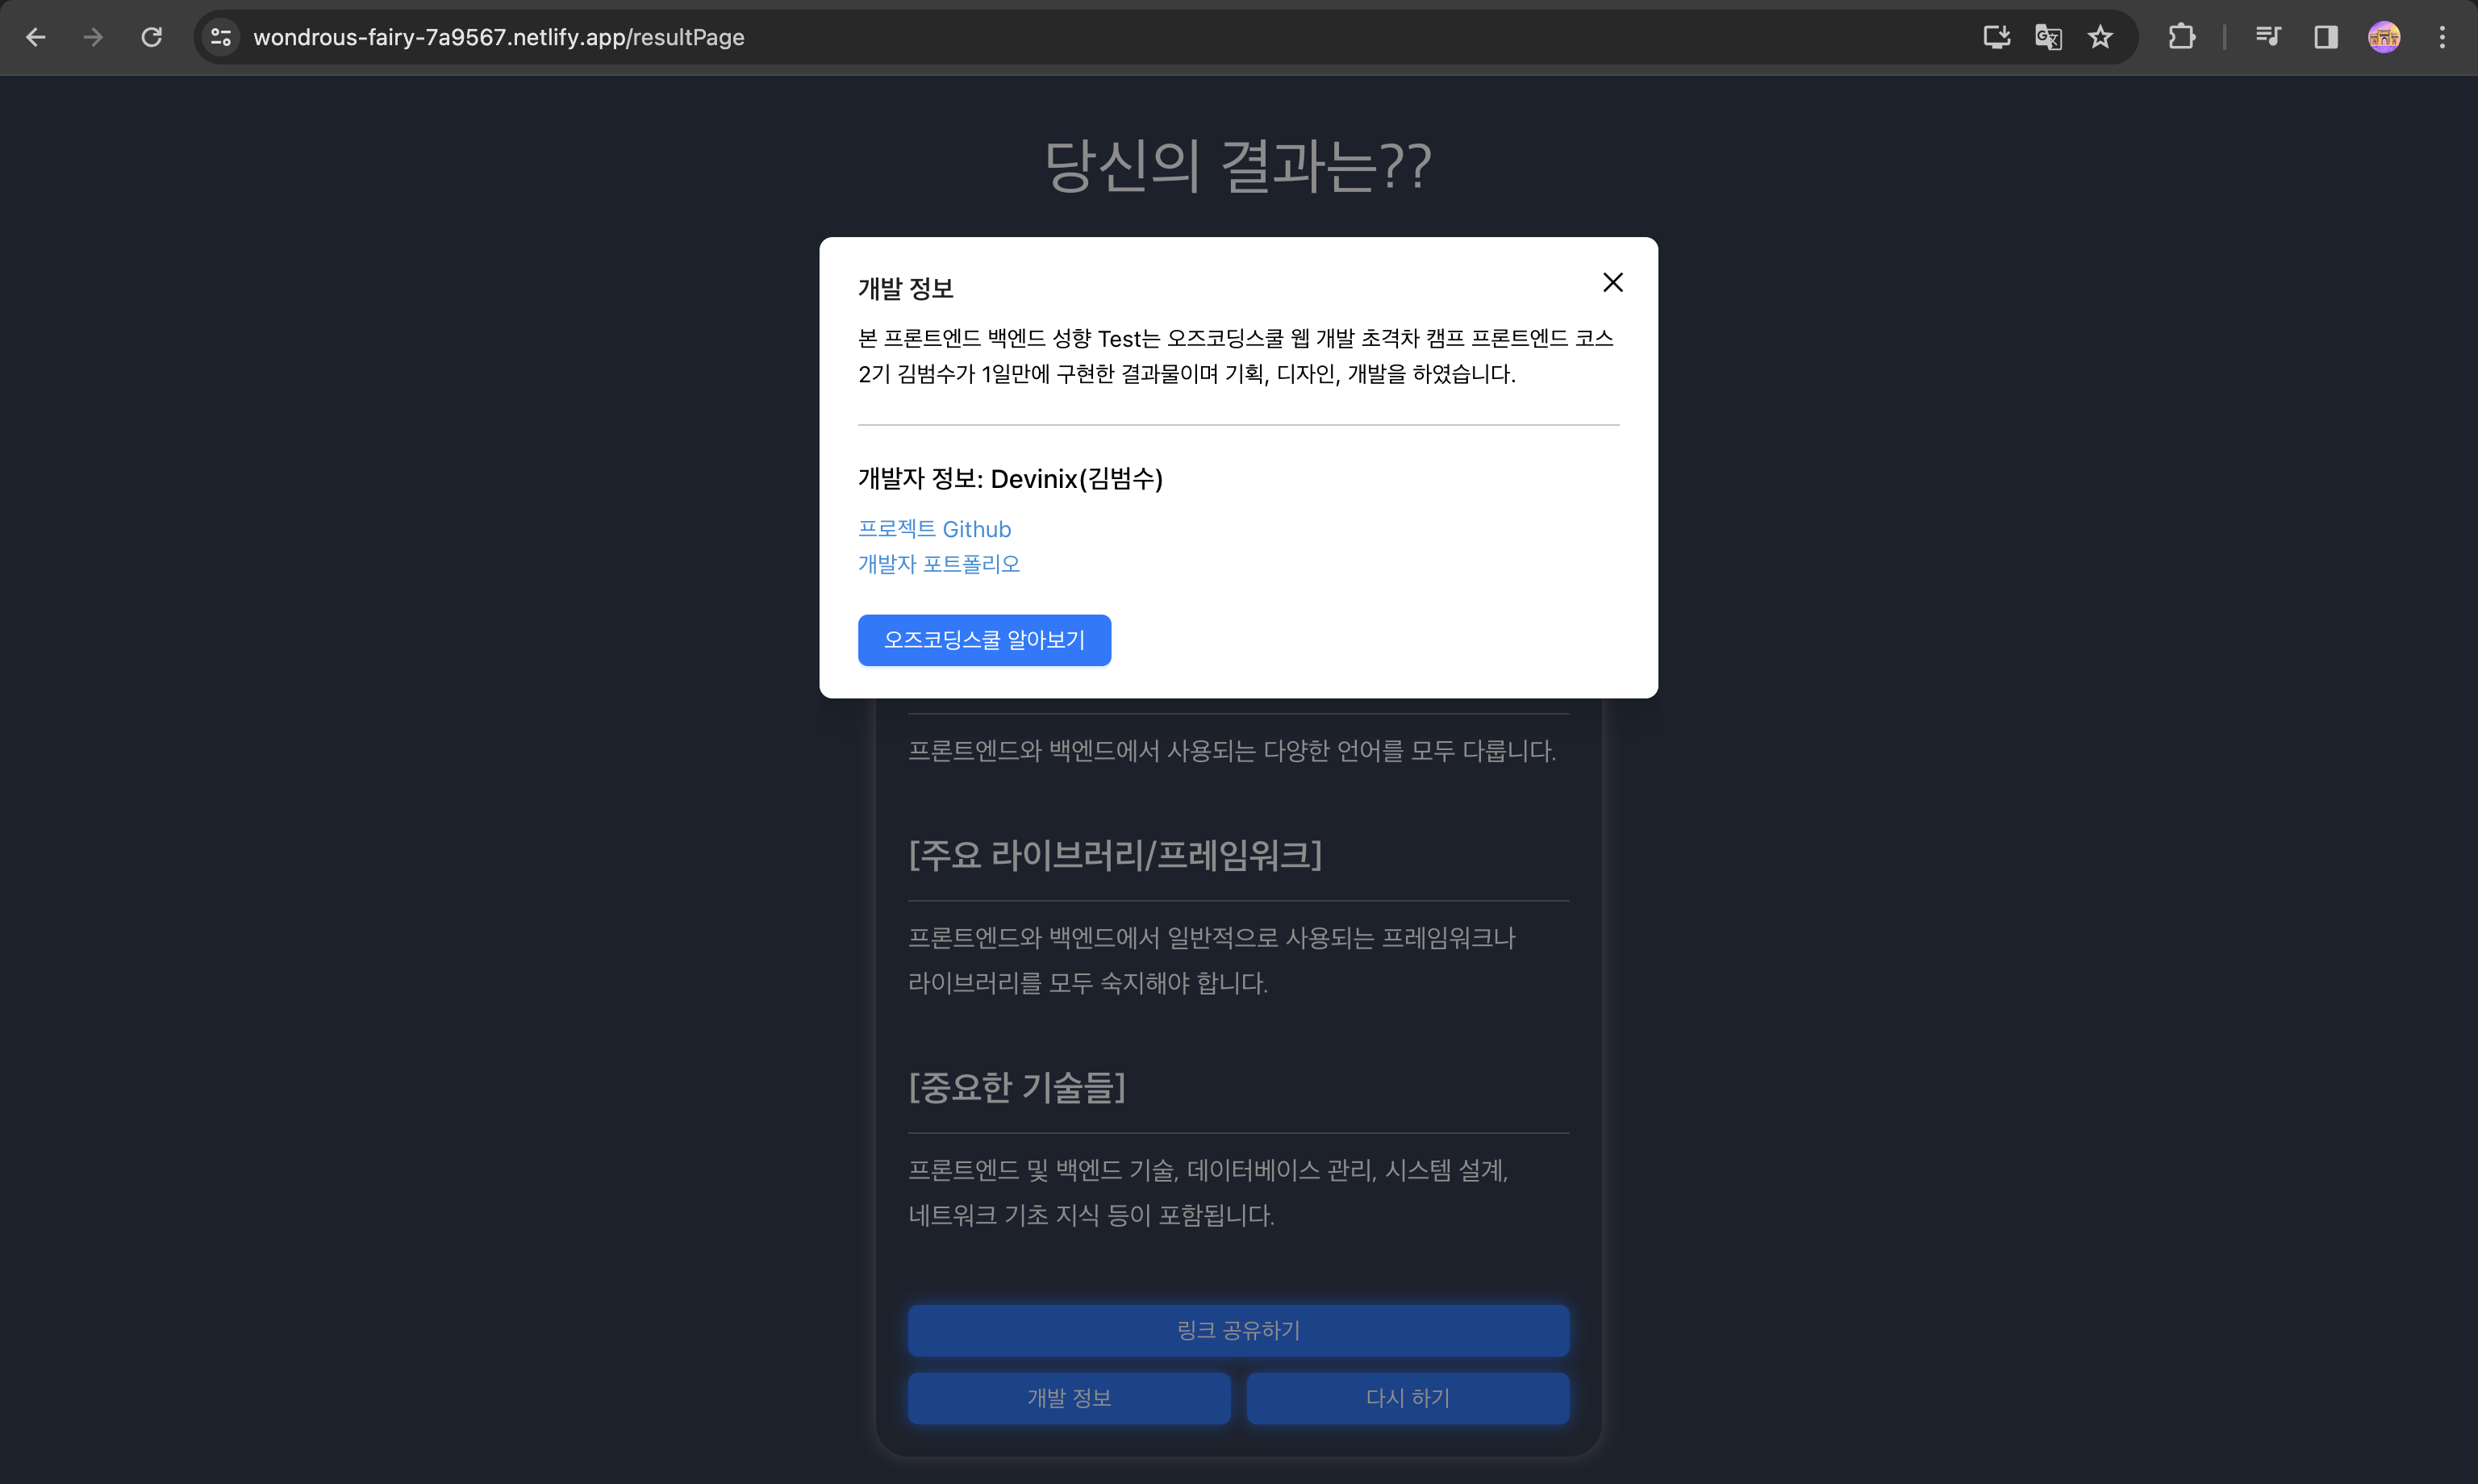 wondrous-fairy-7a9567.netlify.app/resultPage
당신의 결과는??
개발 정보
본 프론트엔드 백엔드 성향 Test는 오즈코딩스쿨 웹 개발 초격차 캠프 프론트엔드 코스
2기 김범수가 1일만에 구현한 결과물이며 기획, 디자인, 개발을 하였습니다.
개발자 정보: Devinix(김범수)
프로젝트 Github
개발자 포트폴리오
오즈코딩스쿨 알아보기
프론트엔드와 백엔드에서 사용되는 다양한 언어를 모두 다룹니다.
[주요 라이브러리/프레임워크]
프론트엔드와 백엔드에서 일반적으로 사용되는 프레임워크나
라이브러리를 모두 숙지해야 합니다.
[중요한 기술들]
프론트엔드 및 백엔드 기술, 데이터베이스 관리, 시스템 설계,
네트워크 기초 지식 등이 포함됩니다.
링크 공유하기
개발 정보
다시 하기